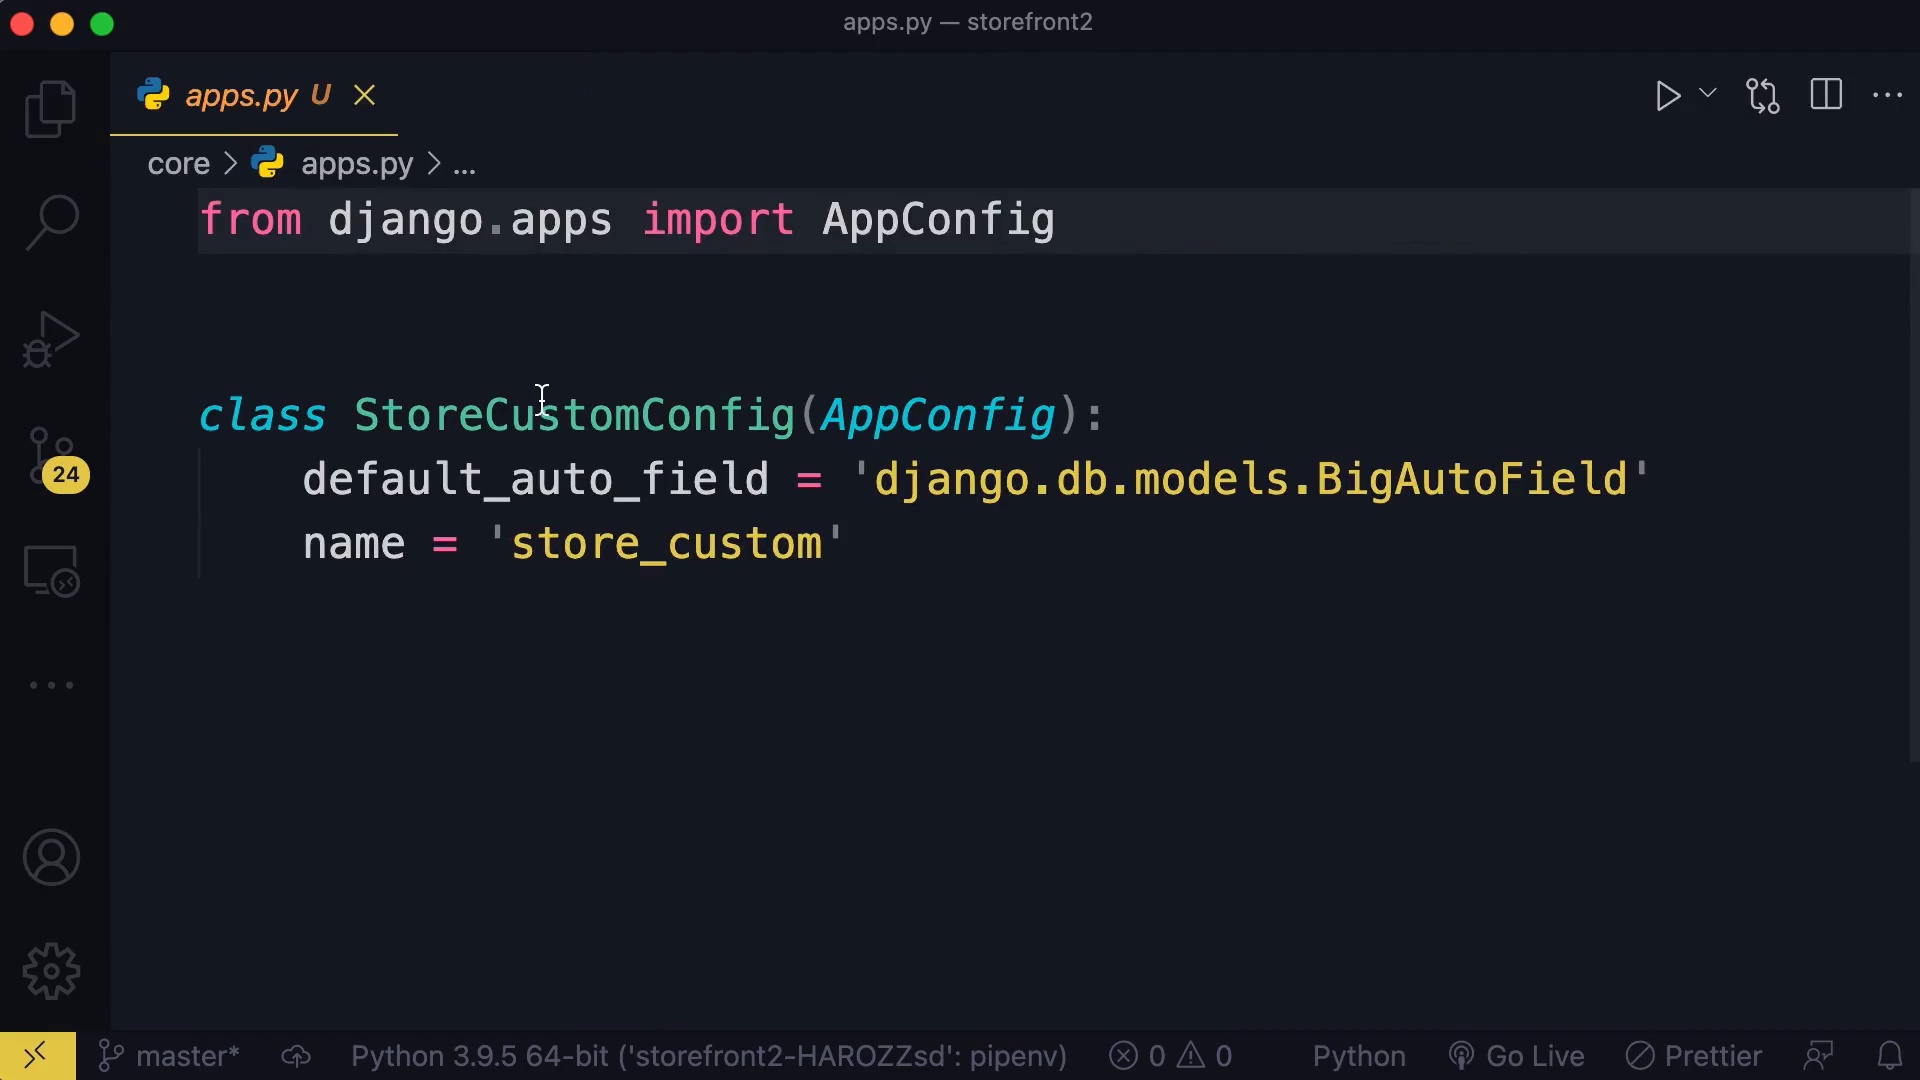 apps.py — storefront2
apps.py U
core > apps.py > ...
from django.apps import AppConfig
class StoreCustomConfig(AppConfig):
    default_auto_field = 'django.db.models.BigAutoField'
    name = 'store_custom'
24
master* Python 3.9.5 64-bit ('storefront2-HAROZZsd': pipenv) 0 0 Python Go Live Prettier